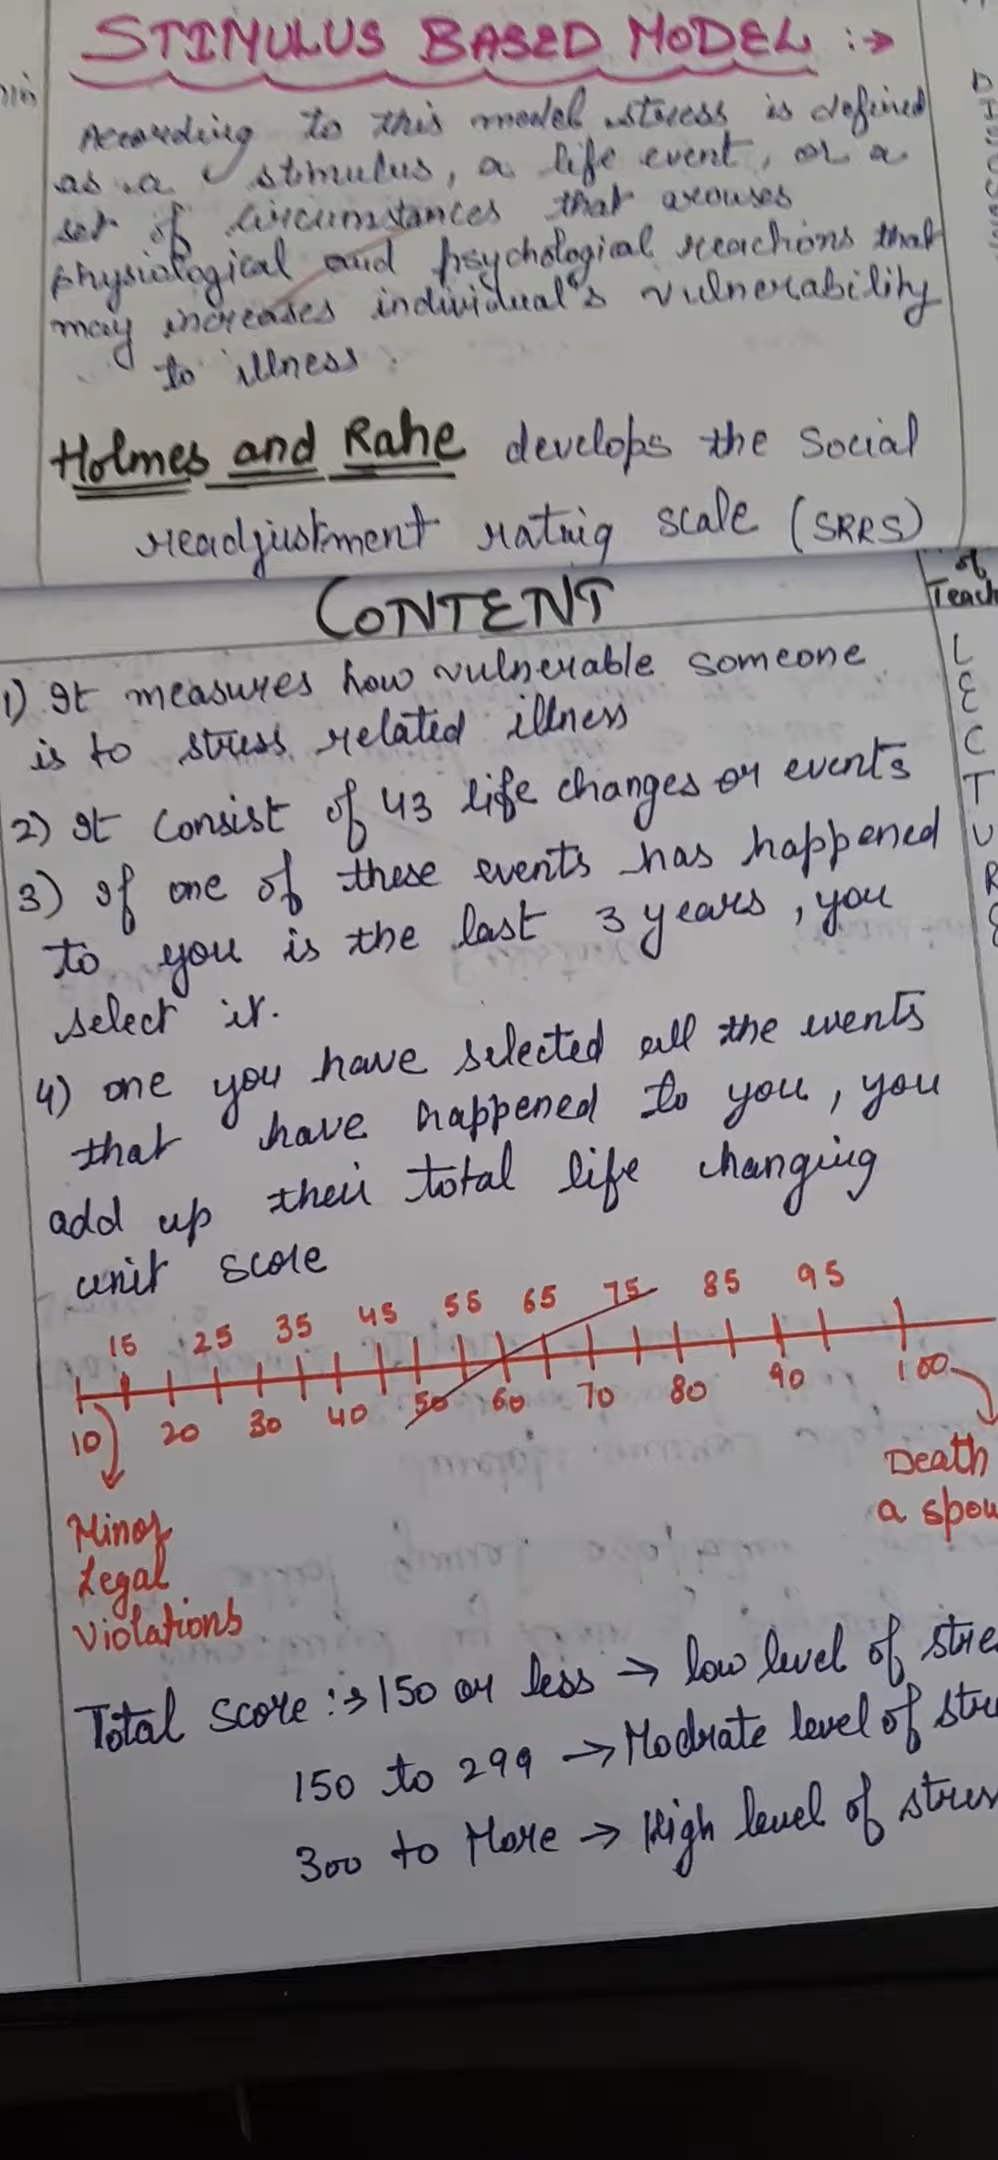 STIMULUS BASED MODEL :->
According to this model stress is defined
as a stimulus, a life event, or a
set of circumstances that arouses
physiological and psychological reactions that
may increases individual's vulnerability
to illness.
Holmes and Rahe develops the Social
readjustment rating scale (SRRS)
CONTENT
of
Teach
1) It measures how vulnerable someone
is to stress related illness
2) It consist of 43 life changes or events
3) If one of these events has happened
to you is the last 3 years, you
select it.
4) one you have selected all the events
that have happened to you, you
add up their total life changing
unit score
L
E
C
T
U
R
E
15 25 35 45 55 65 75 85 95
10 20 30 40 50 60 70 80 90 100
Minor
Legal
Violations
Death
a spou
Total Score :-> 150 or less -> low level of stre
150 to 299 -> Modrate level of stre
300 to More -> High level of stres